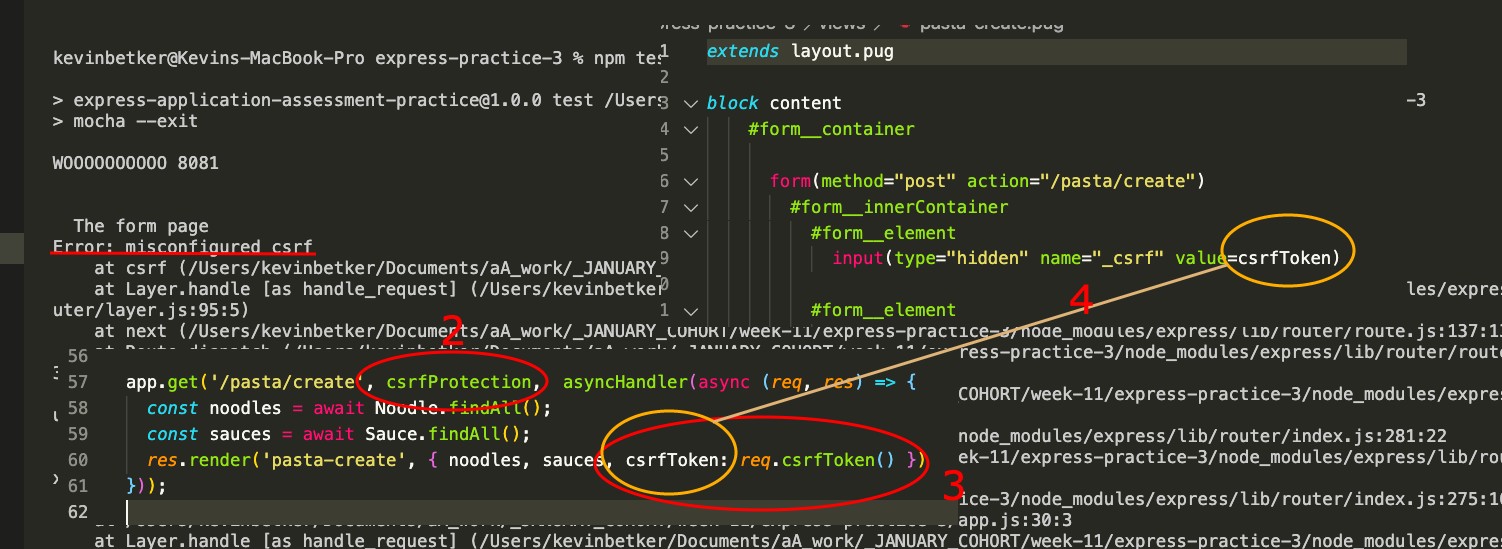 kevinbetker@Kevins-MacBook-Pro express-practice-3 % npm tes
> express-application-assessment-practice@1.0.0 test /Users
-3
> mocha --exit
WOOOOOOOOOO 8081
The form page
Error: misconfigured csrf
at csrf (/Users/kevinbetker/Documents/aA_work/_JANUARY_
at Layer.handle [as handle_request] (/Users/kevinbetker
les/expres
uter/layer.js:95:5)
at next (/Users/kevinbetker/Documents/aA_work/_JANUARY_COHORT/week-11/express-practice-3/node_modules/express/lib/router/route.js:137:13
ress-practice-3/node_modules/express/lib/router/route
COHORT/week-11/express-practice-3/node_modules/expres
node_modules/express/lib/router/index.js:281:22
ek-11/express-practice-3/node_modules/express/lib/rou
ice-3/node_modules/express/lib/router/index.js:275:10
app.js:30:3
at Layer.handle [as handle_request] (/Users/kevinbetker/Documents/aA_work/_JANUARY_COHORT/week-11/express-practice-3/node_modules/expres
ress-practice-3 > views > pasta-create.pug
1 extends layout.pug
2
3 block content
4 #form__container
5
6 form(method="post" action="/pasta/create")
7 #form__innerContainer
8 #form__element
9 input(type="hidden" name="_csrf" value=csrfToken)
0
1 #form__element
56
57 app.get('/pasta/create', csrfProtection, asyncHandler(async (req, res) => {
58 const noodles = await Noodle.findAll();
59 const sauces = await Sauce.findAll();
60 res.render('pasta-create', { noodles, sauces, csrfToken: req.csrfToken() })
61 }));
62
2
3
4